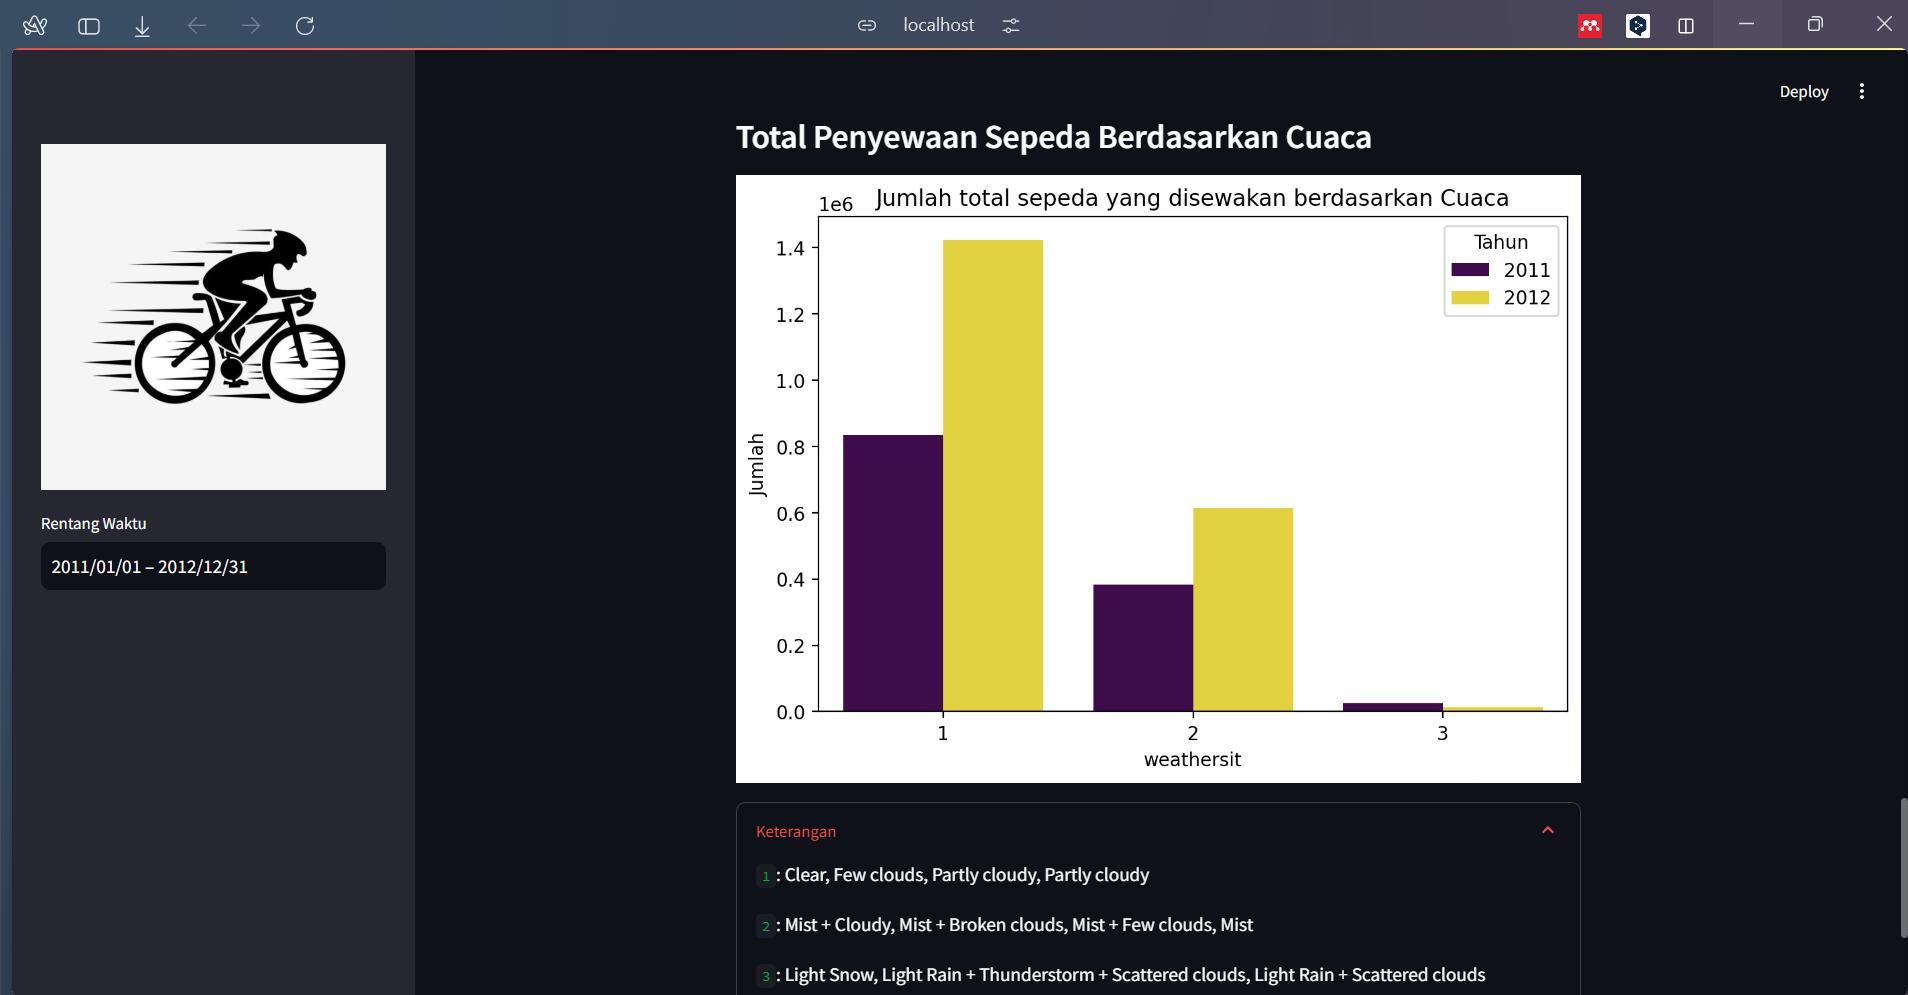 localhost
Deploy
Rentang Waktu
2011/01/01 – 2012/12/31
Total Penyewaan Sepeda Berdasarkan Cuaca
Jumlah total sepeda yang disewakan berdasarkan Cuaca
1e6
1.4
1.2
1.0
0.8
0.6
0.4
0.2
0.0
Jumlah
Tahun
2011
2012
1 2 3
weathersit
Keterangan
1 : Clear, Few clouds, Partly cloudy, Partly cloudy
2 : Mist + Cloudy, Mist + Broken clouds, Mist + Few clouds, Mist
3 : Light Snow, Light Rain + Thunderstorm + Scattered clouds, Light Rain + Scattered clouds